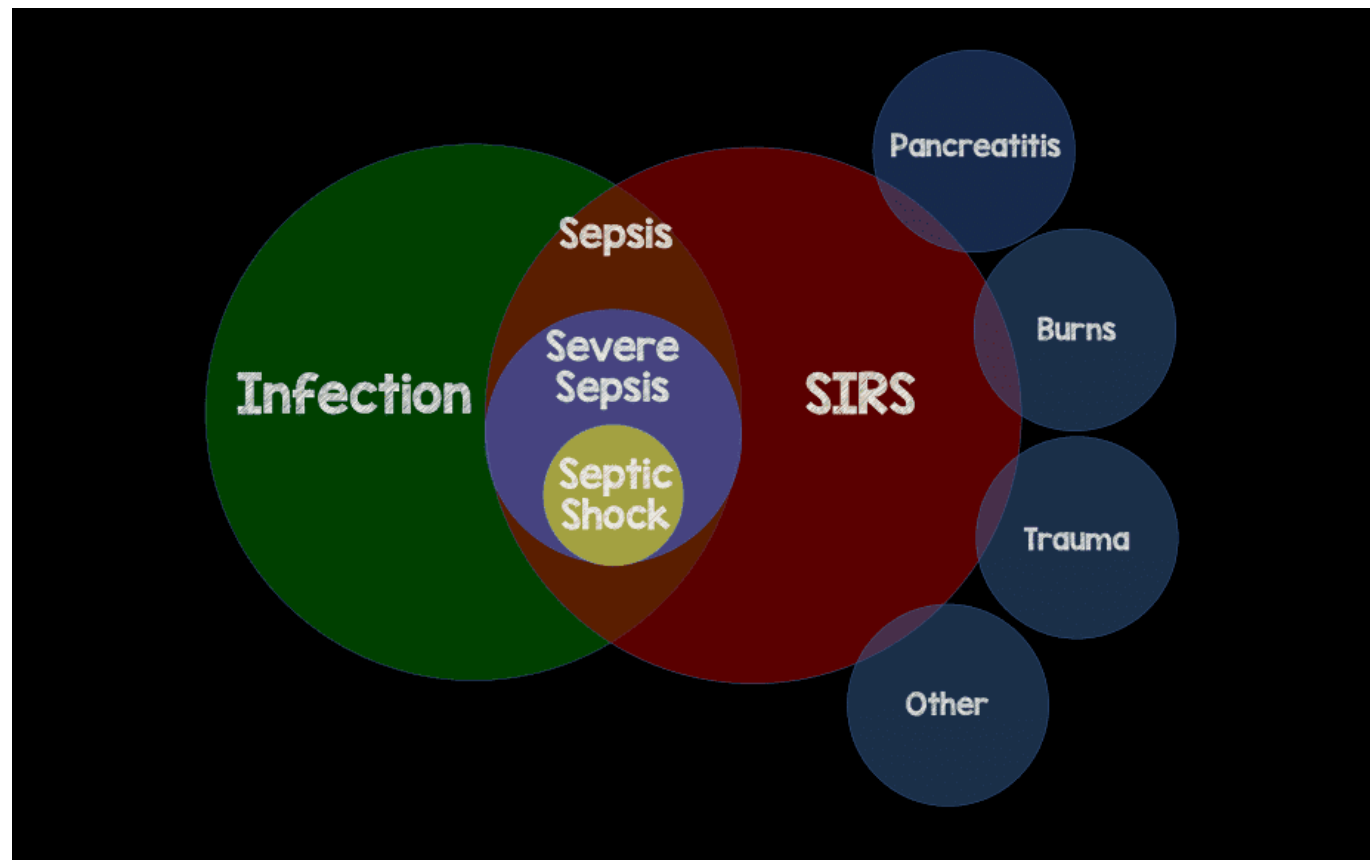 Pancreatitis
Sepsis
Burns
Severe
Sepsis
Infection
SIRS
Septic
Shock
Trauma
Other